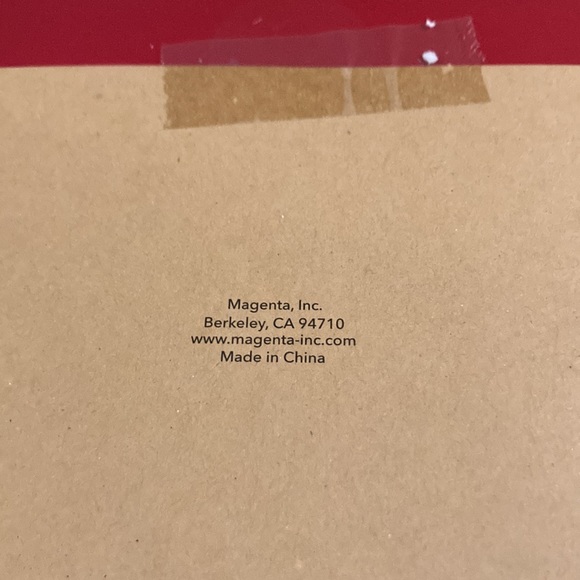 Magenta, Inc.
Berkeley, CA 94710
www.magenta-inc.com
Made in China